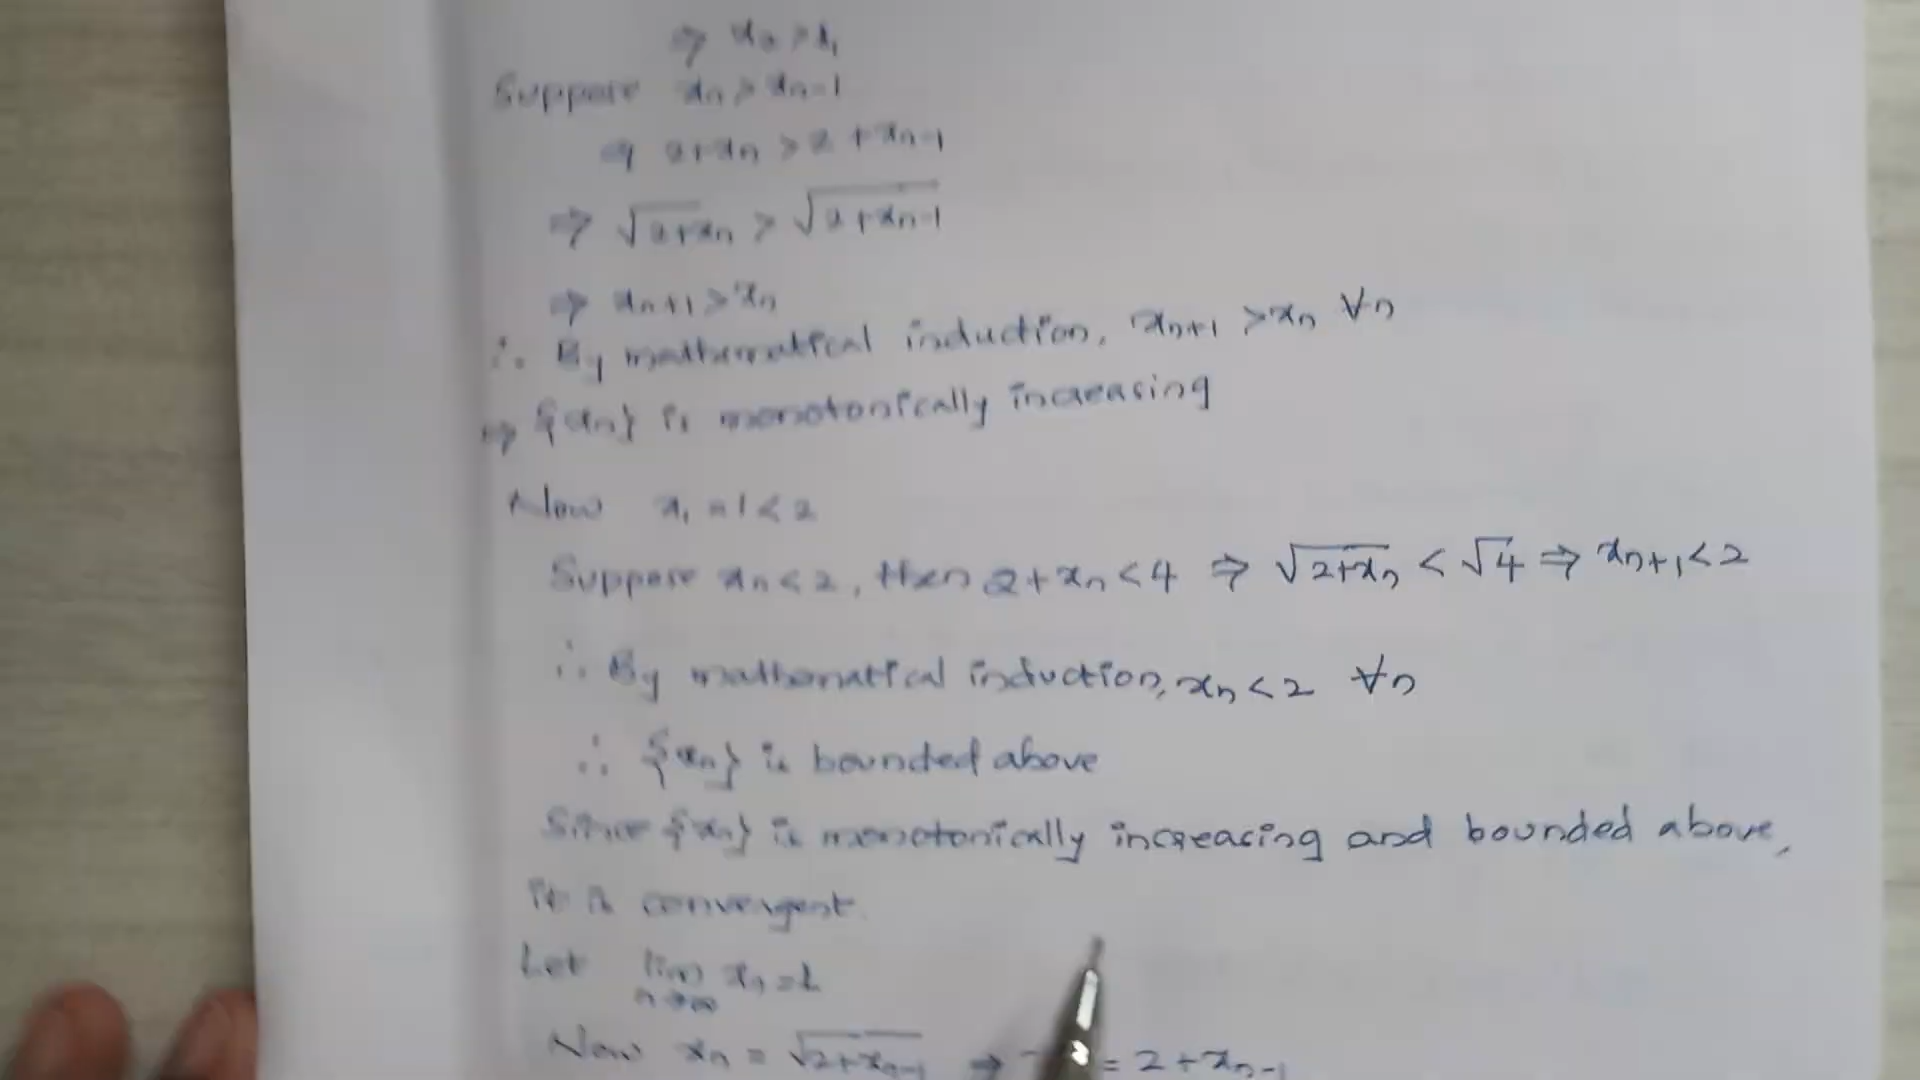 ⇒ x₂ > x₁
Suppose xₙ > xₙ₋₁
⇒ 2+xₙ > 2+xₙ₋₁
⇒ √(2+xₙ) > √(2+xₙ₋₁)
⇒ xₙ₊₁ > xₙ
∴ By mathematical induction, xₙ₊₁ > xₙ ∀n
⇒ {xₙ} is monotonically increasing
Now x₁ = 1 < 2
Suppose xₙ < 2, then 2+xₙ < 4 ⇒ √(2+xₙ) < √4 ⇒ xₙ₊₁ < 2
∴ By mathematical induction, xₙ < 2 ∀n
∴ {xₙ} is bounded above
Since {xₙ} is monotonically increasing and bounded above,
it is convergent.
Let lim n→∞ xₙ = L
Now xₙ = √(2+xₙ₋₁) ⇒ = 2+xₙ₋₁